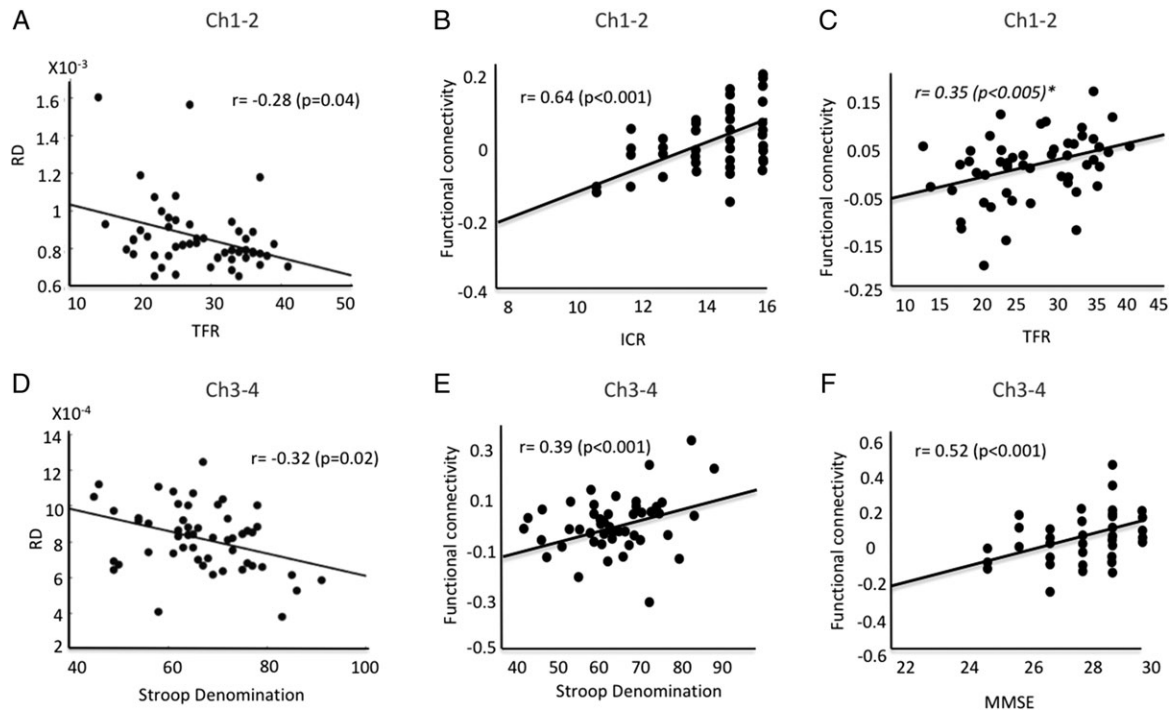 A
Ch1-2
X10-3
r= -0.28 (p=0.04)
1.6
1.4
1.2
1
0.8
0.6
RD
10 20 30 40 50
TFR
B
Ch1-2
r= 0.64 (p<0.001)
0.2
0
-0.2
-0.4
Functional connectivity
8 10 12 14 16
ICR
C
Ch1-2
r= 0.35 (p<0.005)*
0.15
0.05
-0.05
-0.15
-0.25
Functional connectivity
10 15 20 25 30 35 40 45
TFR
D
Ch3-4
X10-4
r= -0.32 (p=0.02)
14
12
10
8
6
4
2
RD
40 60 80 100
Stroop Denomination
E
Ch3-4
r= 0.39 (p<0.001)
0.3
0.1
-0.1
-0.3
-0.5
Functional connectivity
40 50 60 70 80 90
Stroop Denomination
F
Ch3-4
r= 0.52 (p<0.001)
0.6
0.4
0.2
0
-0.2
-0.4
-0.6
Functional connnectivity
22 24 26 28 30
MMSE